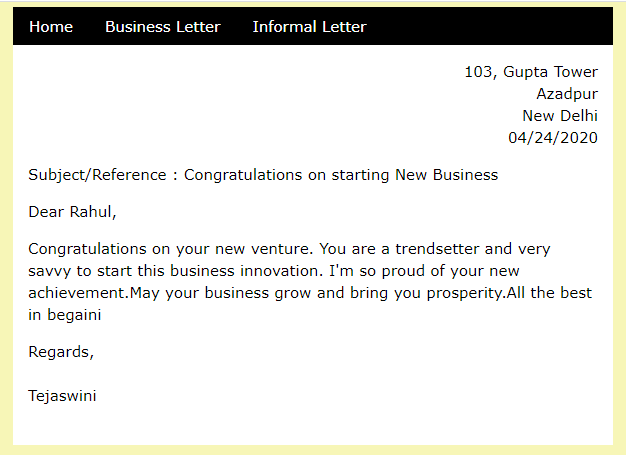 Home Business Letter Informal Letter
103, Gupta Tower
Azadpur
New Delhi
04/24/2020
Subject/Reference : Congratulations on starting New Business
Dear Rahul,
Congratulations on your new venture. You are a trendsetter and very
savvy to start this business innovation. I'm so proud of your new
achievement.May your business grow and bring you prosperity.All the best
in begaini
Regards,
Tejaswini